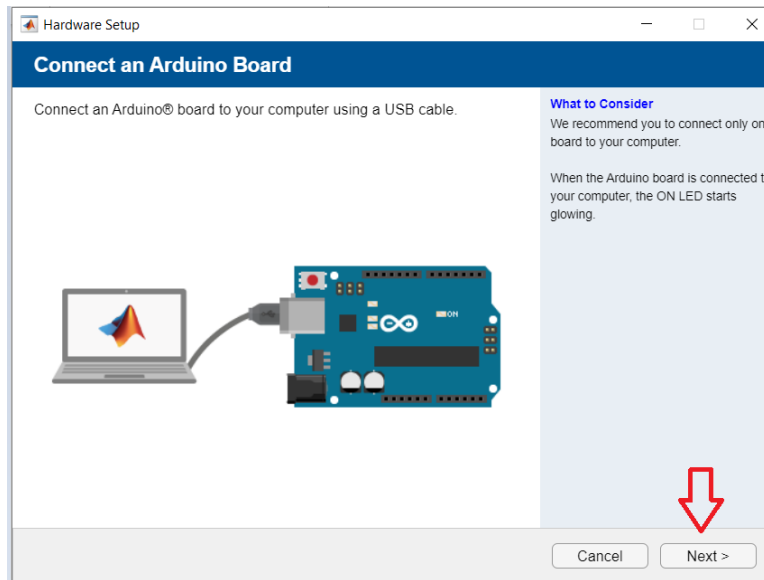 Hardware Setup
Connect an Arduino Board
Connect an Arduino® board to your computer using a USB cable.
What to Consider
We recommend you to connect only on
board to your computer.
When the Arduino board is connected t
your computer, the ON LED starts
glowing.
ON
Cancel
Next >